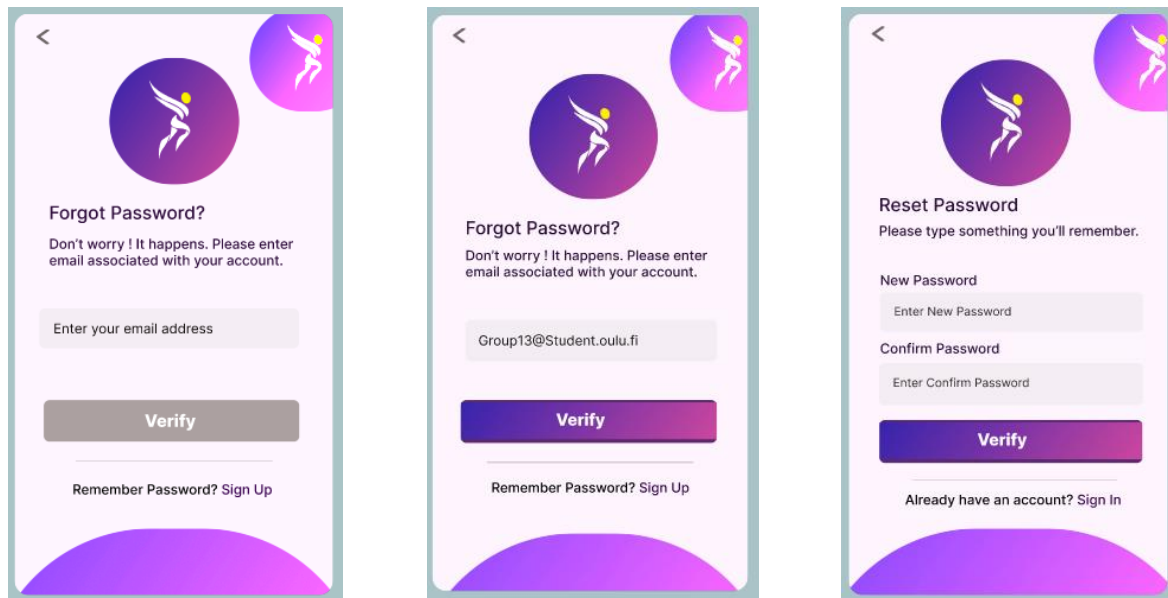 Forgot Password?
Don't worry ! It happens. Please enter
email associated with your account.
Enter your email address
Verify
Remember Password? Sign Up
Forgot Password?
Don't worry ! It happens. Please enter
email associated with your account.
Group13@Student.oulu.fi
Verify
Remember Password? Sign Up
Reset Password
Please type something you'll remember.
New Password
Enter New Password
Confirm Password
Enter Confirm Password
Verify
Already have an account? Sign In